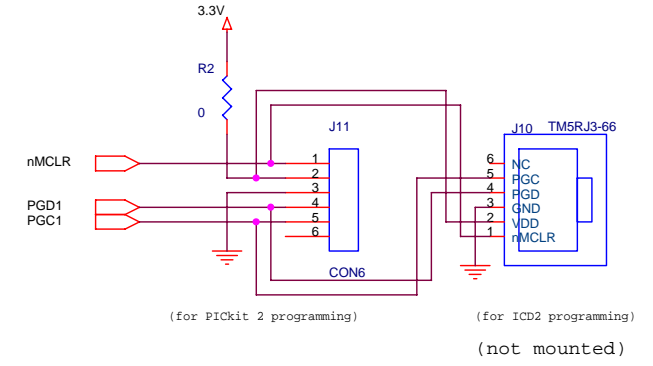 3.3V
R2
0
J11
J10 TM5RJ3-66
nMCLR
PGD1
PGC1
1
2
3
4
5
6
6 NC
5 PGC
4 PGD
3 GND
2 VDD
1 nMCLR
CON6
(for PICkit 2 programming)
(for ICD2 programming)
(not mounted)